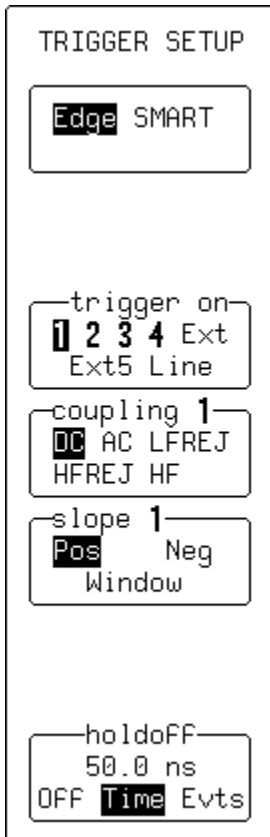 TRIGGER SETUP
Edge SMART
trigger on
1 2 3 4 Ext
Ext5 Line
coupling 1
DC AC LFREJ
HFREJ HF
slope 1
Pos Neg
Window
holdoff
50.0 ns
OFF Time Evts